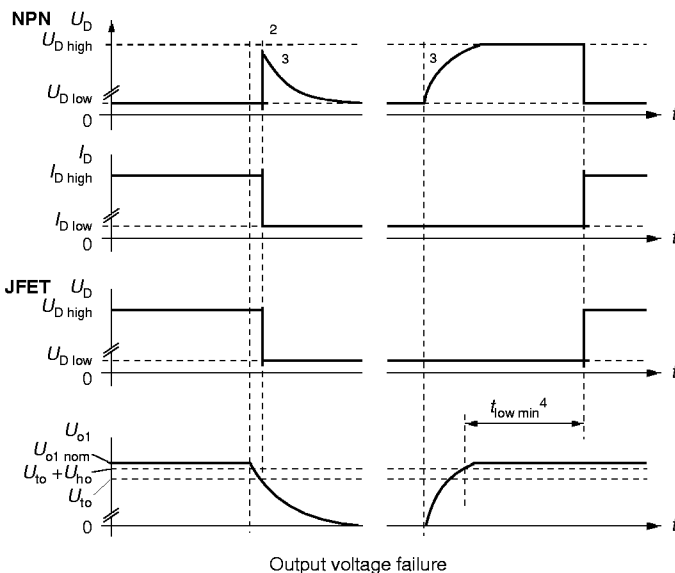 NPN U_D 2
U_D high 3 3
U_D low
0 t
I_D
I_D high
I_D low
0 t
JFET U_D
U_D high
U_D low
0 t
t_low min^4
U_o1
U_o1 nom
U_to + U_ho
U_to
0 t
Output voltage failure